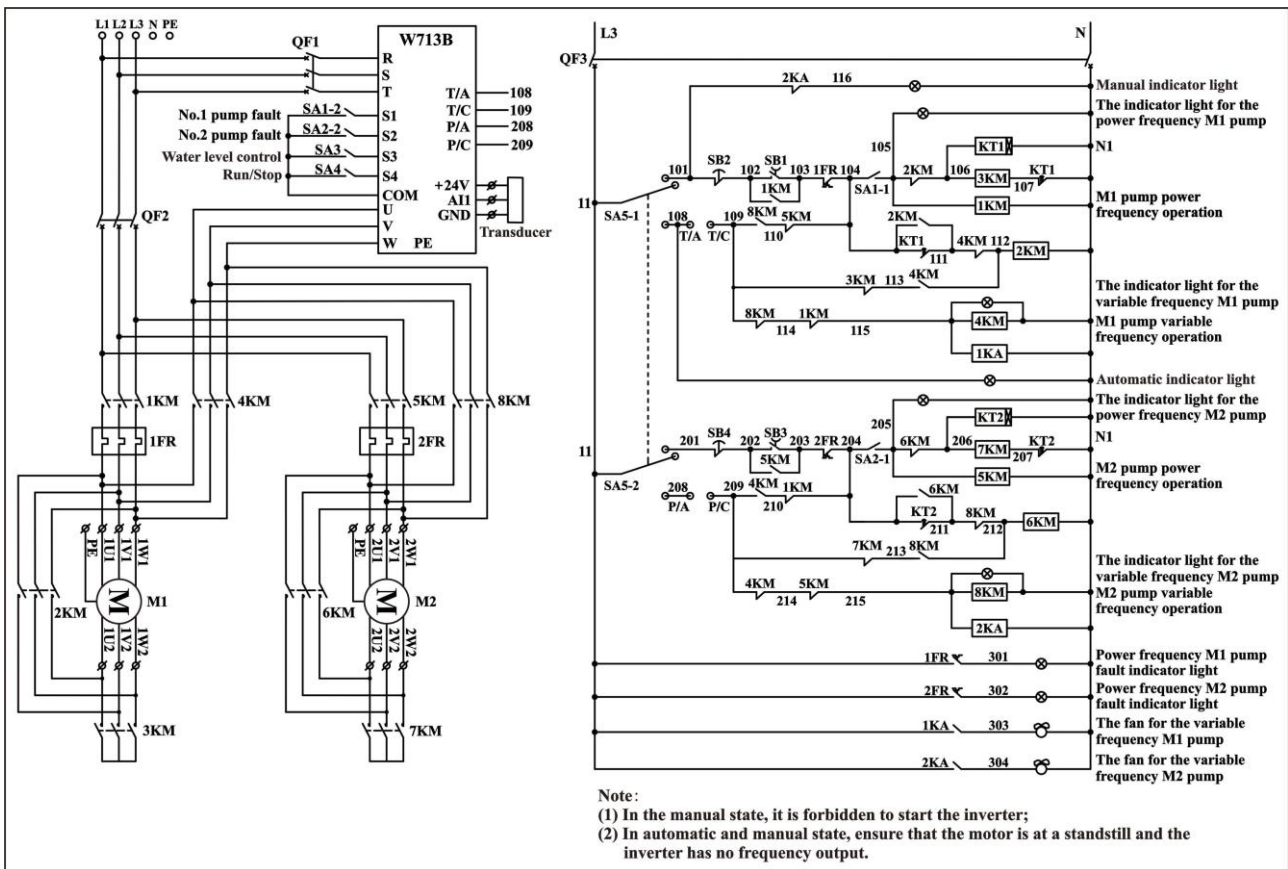 L1 L2 L3 N PE
QF1
W713B
R
S
T
T/A 108
T/C 109
P/A 208
P/C 209
No.1 pump fault SA1-2 S1
No.2 pump fault SA2-2 S2
Water level control SA3 S3
Run/Stop SA4 S4
COM
+24V
AI1
GND
Transducer
U
V
W PE
QF2
1KM 4KM 5KM 8KM
1FR 2FR
PE 1U1 1V1 1W1
PE 2U1 2V1 2W1
2KM M M1
6KM M M2
1U2 1V2 1W2
2U2 2V2 2W2
3KM 7KM
L3 N
QF3
2KA 116
Manual indicator light
The indicator light for the
power frequency M1 pump
105
KT1 N1
101 SB2 102 SB1 103 1FR 104 SA1-1 2KM 106 3KM 107 KT1
1KM
11 SA5-1
1KM
M1 pump power
frequency operation
108 T/A T/C 109 8KM 110 5KM
2KM
KT1 111 4KM 112 2KM
3KM 113 4KM
The indicator light for the
variable frequency M1 pump
8KM 114 1KM 115 4KM
M1 pump variable
frequency operation
1KA
Automatic indicator light
The indicator light for the
power frequency M2 pump
205
KT2 N1
201 SB4 202 SB3 203 2FR 204 SA2-1 6KM 206 7KM 207 KT2
5KM
11 SA5-2
5KM
M2 pump power
frequency operation
208 P/A P/C 209 4KM 210 1KM
6KM
KT2 211 8KM 212 6KM
7KM 213 8KM
The indicator light for the
variable frequency M2 pump
4KM 214 5KM 215 8KM
M2 pump variable
frequency operation
2KA
1FR 301
Power frequency M1 pump
fault indicator light
2FR 302
Power frequency M2 pump
fault indicator light
1KA 303
The fan for the variable
frequency M1 pump
2KA 304
The fan for the variable
frequency M2 pump
Note:
(1) In the manual state, it is forbidden to start the inverter;
(2) In automatic and manual state, ensure that the motor is at a standstill and the
inverter has no frequency output.